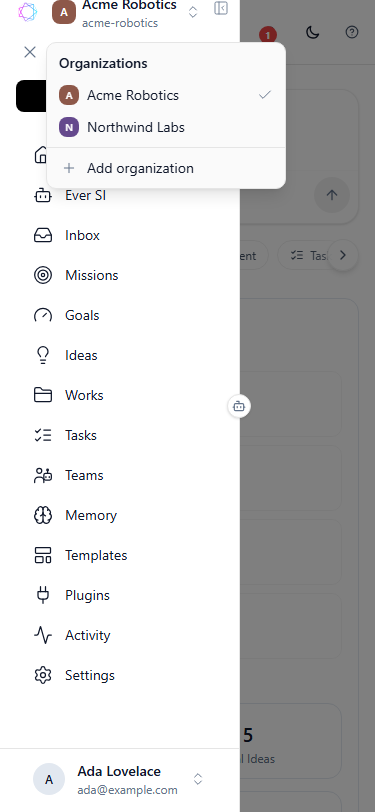 Acme Robotics
acme-robotics
1
Organizations
A Acme Robotics
N Northwind Labs
Add organization
Ever SI
Inbox
Missions
Goals
Ideas
Works
Tasks
Teams
Memory
Templates
Plugins
Activity
Settings
5
Ideas
A
Ada Lovelace
ada@example.com